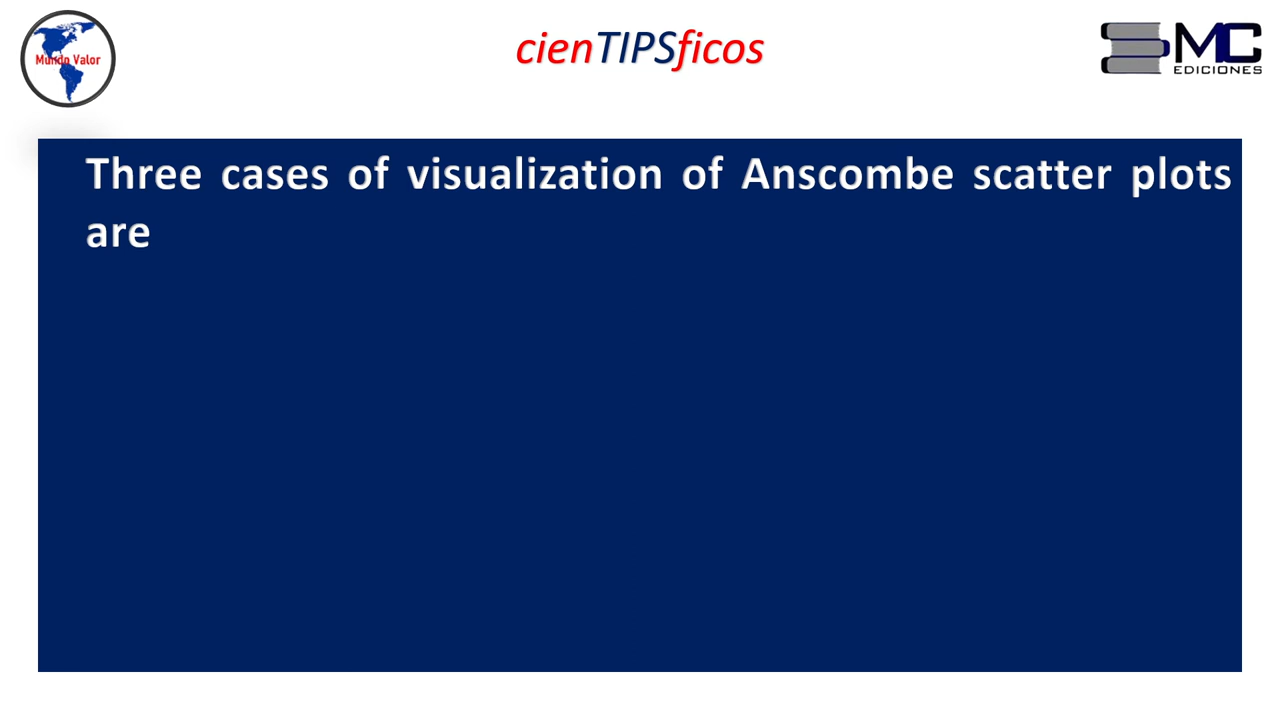 Mundo Valor
cienTIPSficos
MC
EDICIONES
Three cases of visualization of Anscombe scatter plots
are